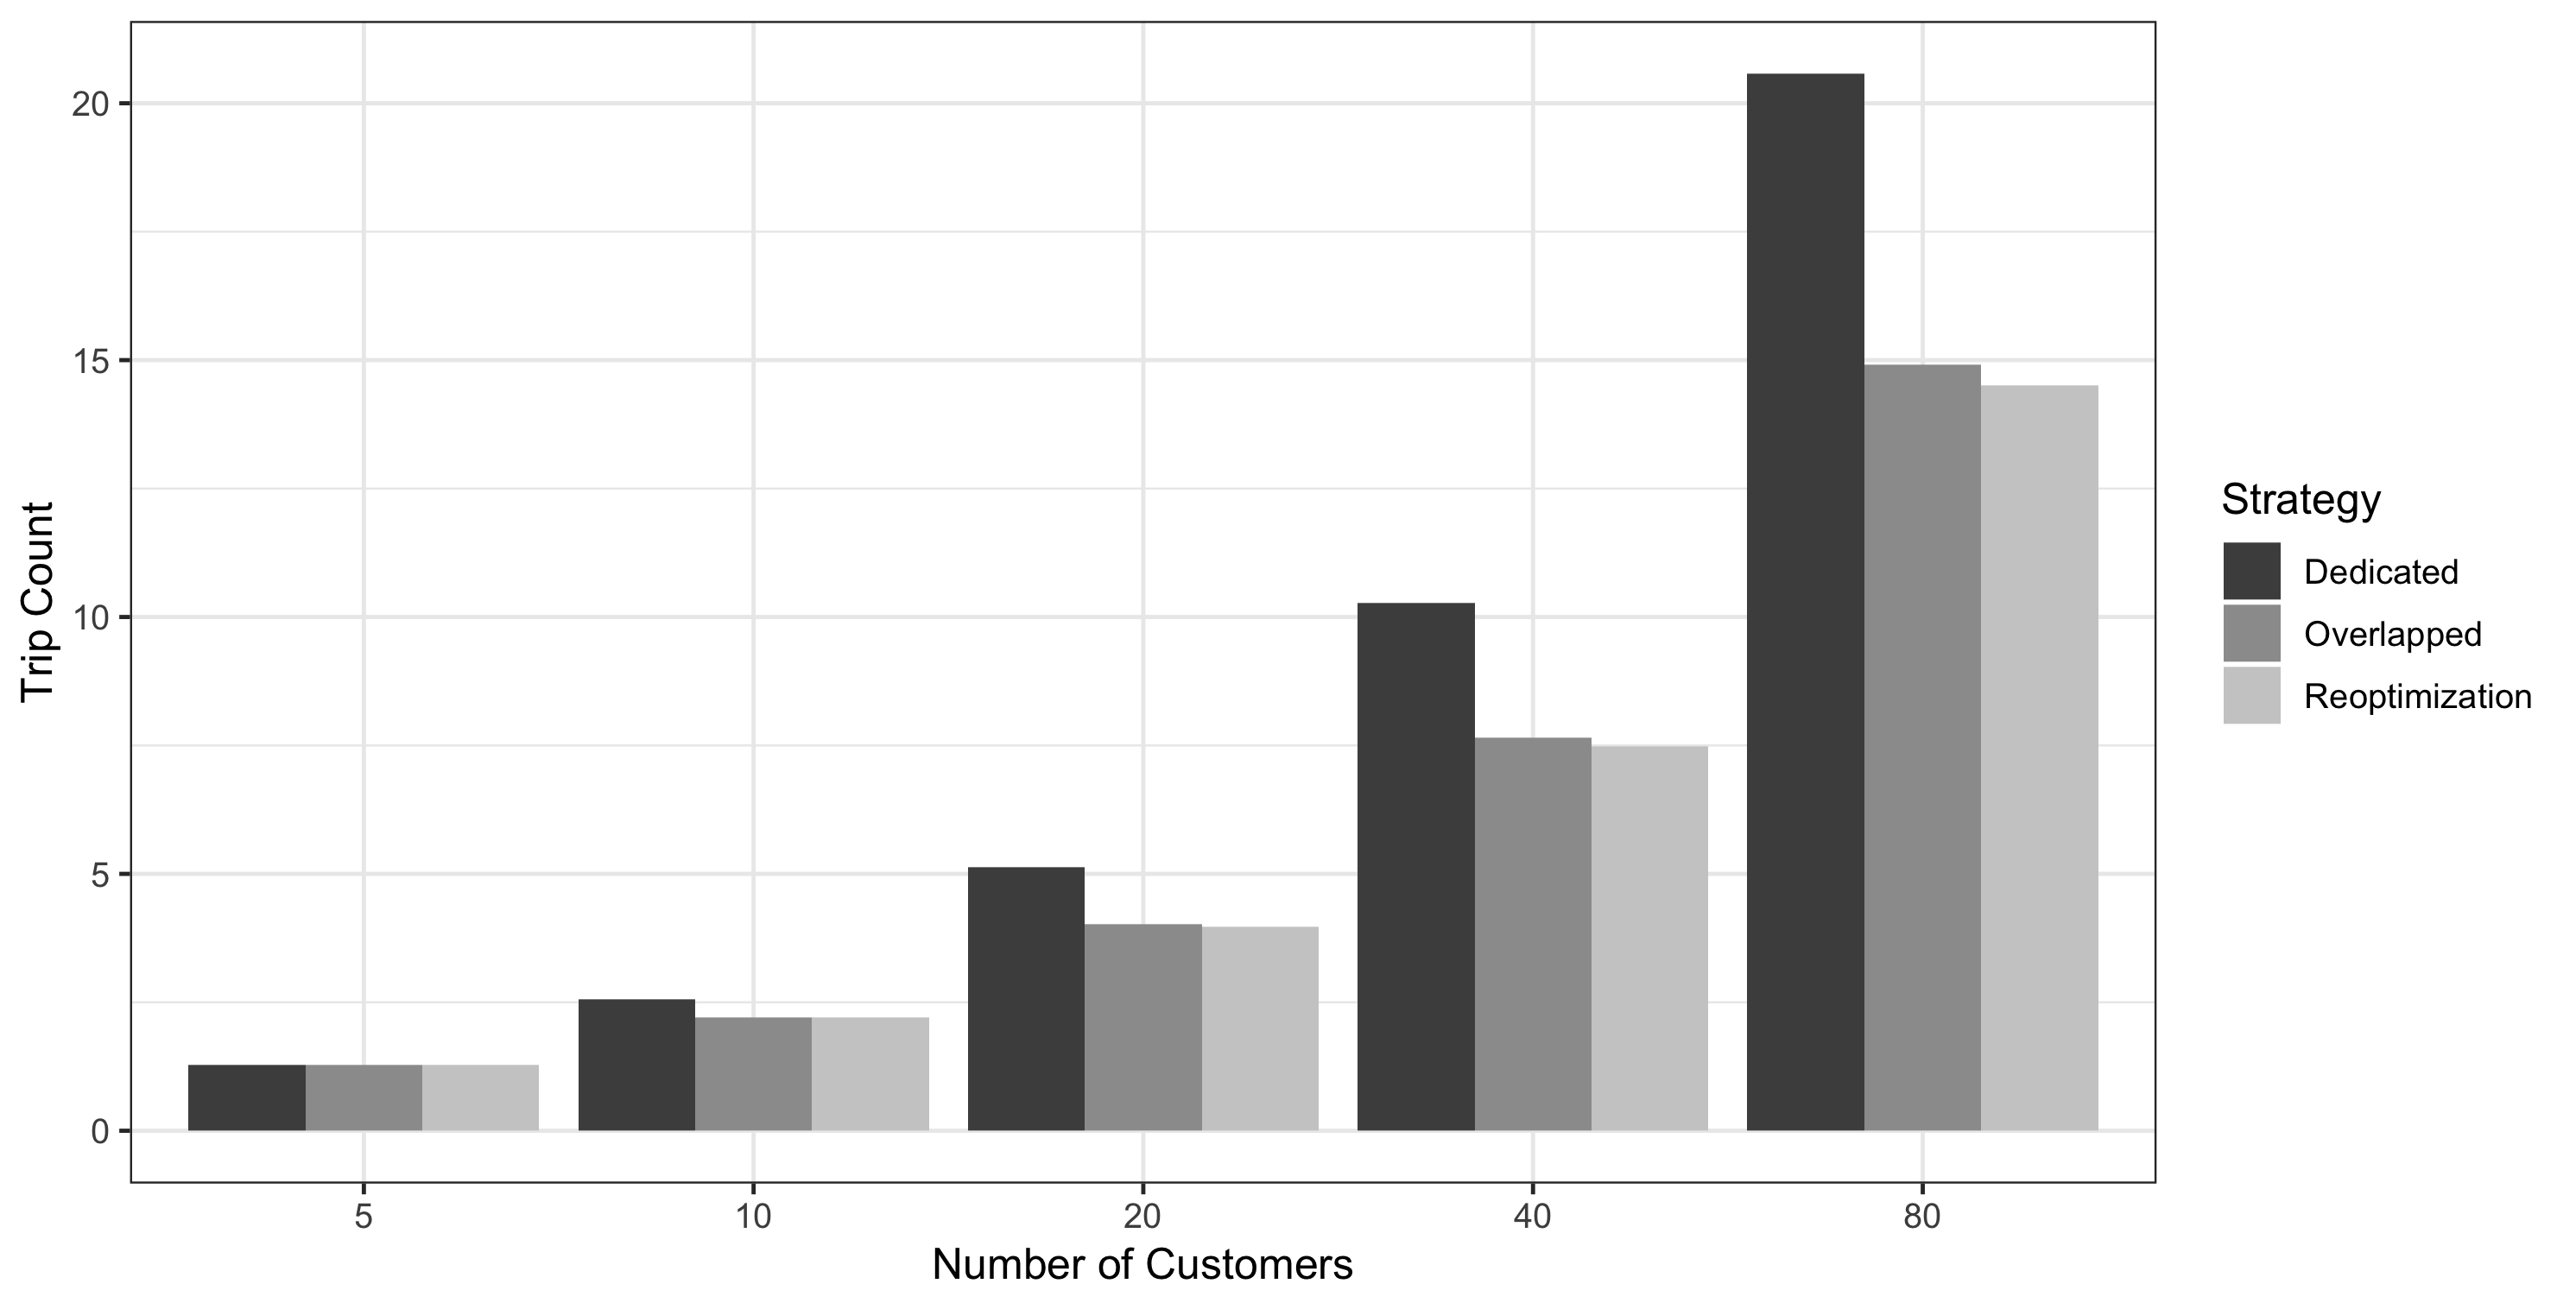 20
15
10
5
0
Trip Count
5 10 20 40 80
Number of Customers
Strategy
Dedicated
Overlapped
Reoptimization